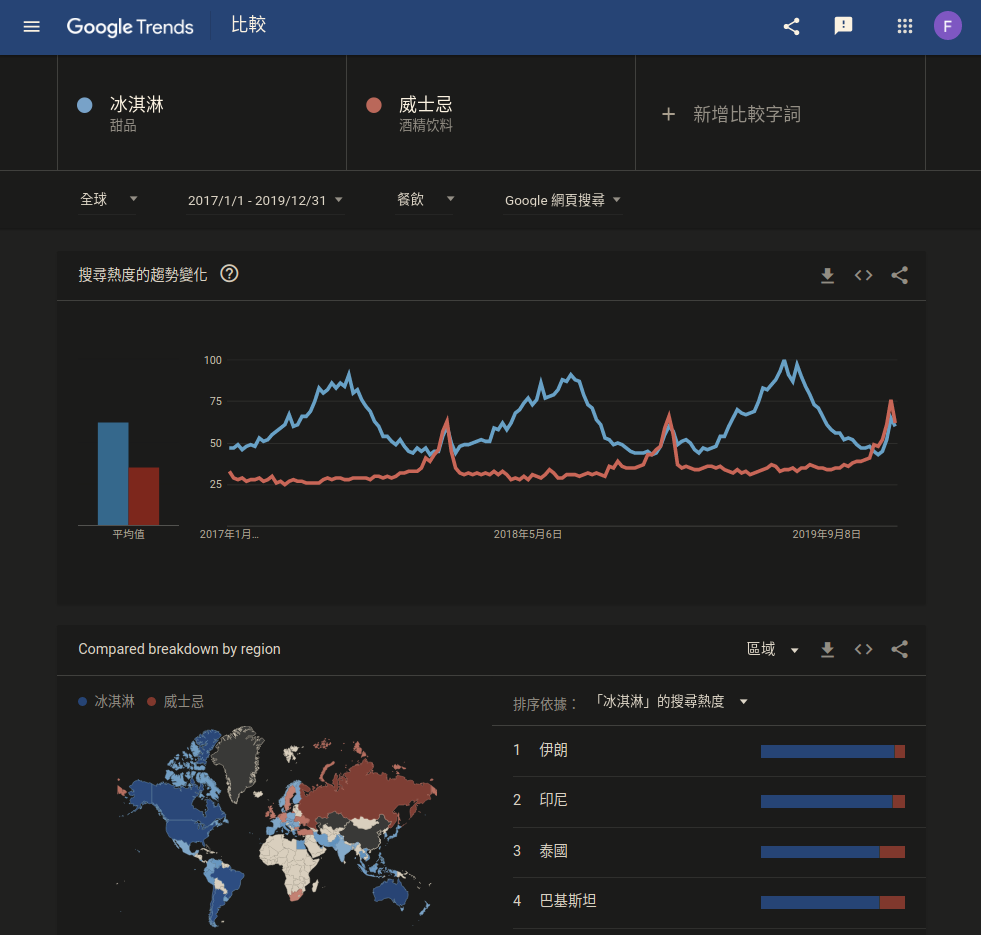 Google Trends
比較
F
冰淇淋
甜品
威士忌
酒精饮料
新增比較字詞
全球
2017/1/1 - 2019/12/31
餐飲
Google 網頁搜尋
搜尋熱度的趨勢變化
100
75
50
25
平均值
2017年1月...
2018年5月6日
2019年9月8日
Compared breakdown by region
區域
冰淇淋
威士忌
排序依據：
「冰淇淋」的搜尋熱度
1 伊朗
2 印尼
3 泰國
4 巴基斯坦